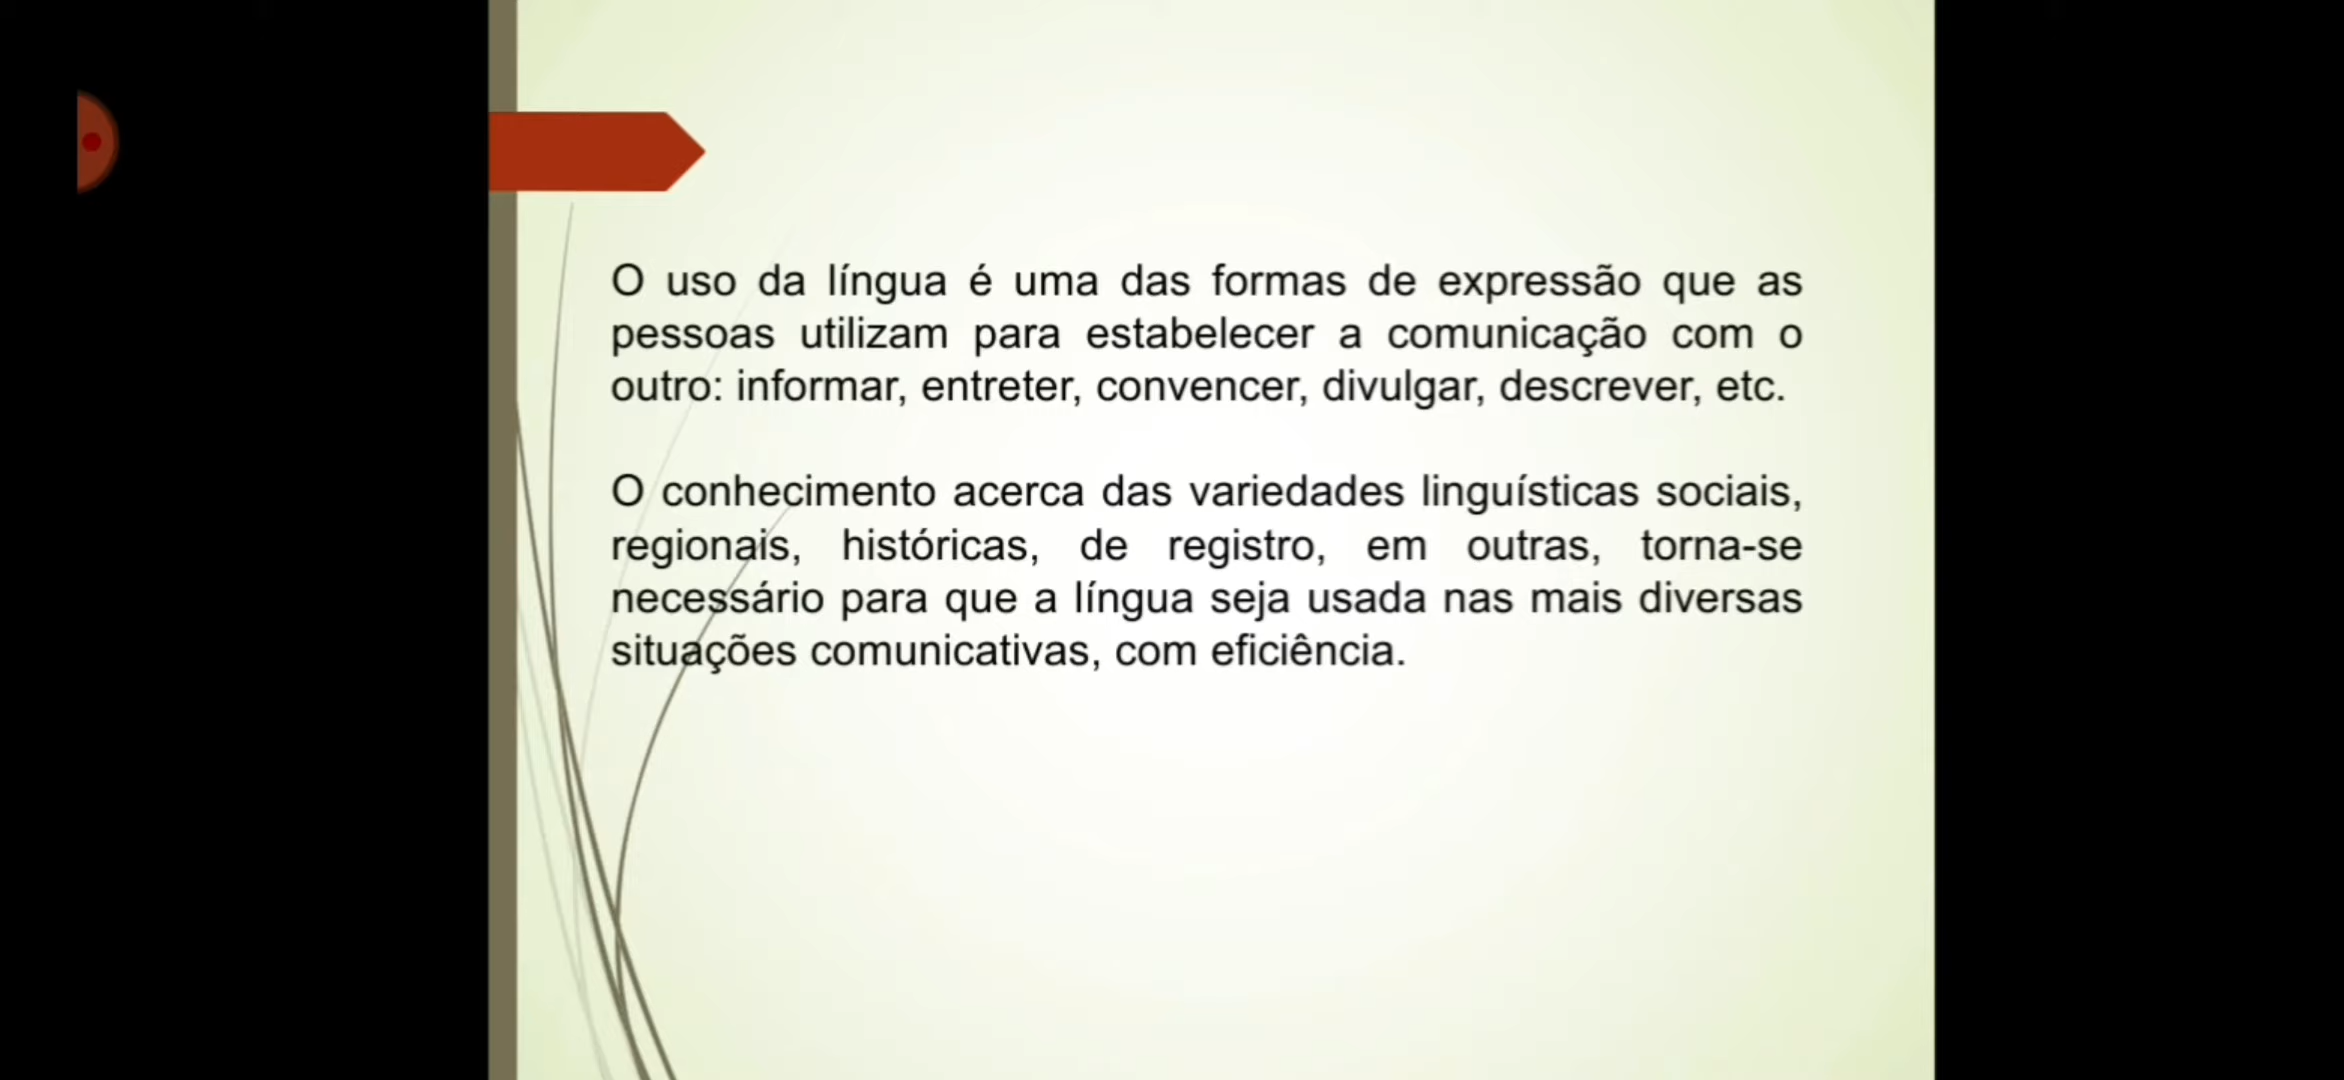 O uso da língua é uma das formas de expressão que as
pessoas utilizam para estabelecer a comunicação com o
outro: informar, entreter, convencer, divulgar, descrever, etc.
O conhecimento acerca das variedades linguísticas sociais,
regionais, históricas, de registro, em outras, torna-se
necessário para que a língua seja usada nas mais diversas
situações comunicativas, com eficiência.